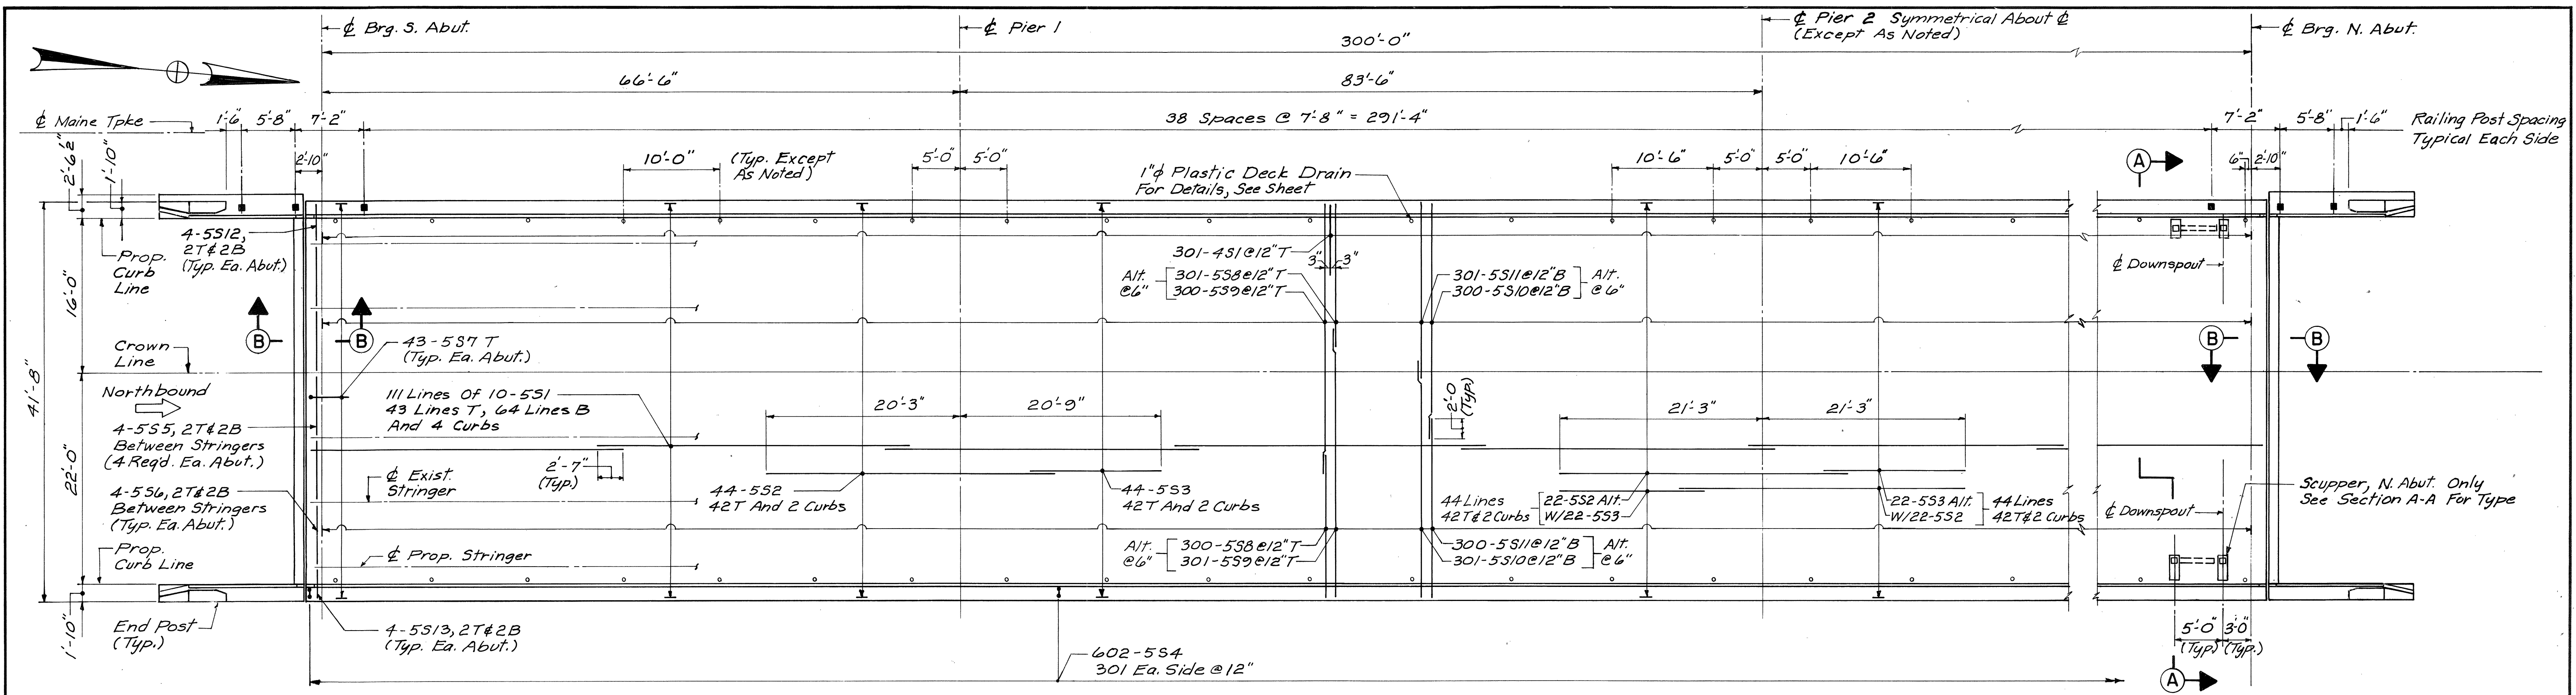 ℄ Brg. S. Abut.
℄ Pier 1
℄ Pier 2 Symmetrical About ℄
(Except As Noted)
℄ Brg. N. Abut.
300'-0"
66'-6"
83'-6"
℄ Maine Tpke
1'-6"
5'-8"
7'-2"
38 Spaces @ 7'-8" = 291'-4"
7'-2"
5'-8"
1'-6"
Railing Post Spacing
Typical Each Side
2'-10"
10'-0"
(Typ. Except
As Noted)
5'-0"
5'-0"
1"φ Plastic Deck Drain
For Details, See Sheet
10'-6"
5'-0"
5'-0"
10'-6"
A
6"
2'-10"
1'-10"
4-5S12,
2T & 2B
(Typ. Ea. Abut.)
Prop.
Curb
Line
16'-0"
301-4S1@12"T
3"
3"
Alt.
@6"
301-5S8@12"T
300-5S9@12"T
301-5S11@12"B
300-5S10@12"B
Alt.
@6"
℄ Downspout
B
B
B
B
43-5S7 T
(Typ. Ea. Abut.)
Crown
Line
41'-8"
Northbound
111 Lines Of 10-5S1
43 Lines T, 64 Lines B
And 4 Curbs
20'-3"
20'-9"
2'-0
(Typ.)
21'-3"
21'-3"
4-5S5, 2T & 2B
Between Stringers
(4 Req'd. Ea. Abut.)
22'-0"
2'-7"
(Typ.)
℄ Exist.
Stringer
44-5S2
42T And 2 Curbs
44-5S3
42T And 2 Curbs
44 Lines
42T & 2 Curbs
22-5S2 Alt.
W/22-5S3
22-5S3 Alt.
W/22-5S2
44 Lines
42T & 2 Curbs
℄ Downspout
Scupper, N. Abut. Only
See Section A-A For Type
4-5S6, 2T & 2B
Between Stringers
(Typ. Ea. Abut.)
Prop.
Curb Line
℄ Prop. Stringer
Alt.
@6"
300-5S8@12"T
301-5S9@12"T
300-5S11@12"B
301-5S10@12"B
Alt.
@6"
1'-10"
End Post
(Typ.)
4-5S13, 2T & 2B
(Typ. Ea. Abut.)
5'-0"
(Typ.)
3'-0"
(Typ.)
602-5S4
301 Ea. Side @ 12"
A